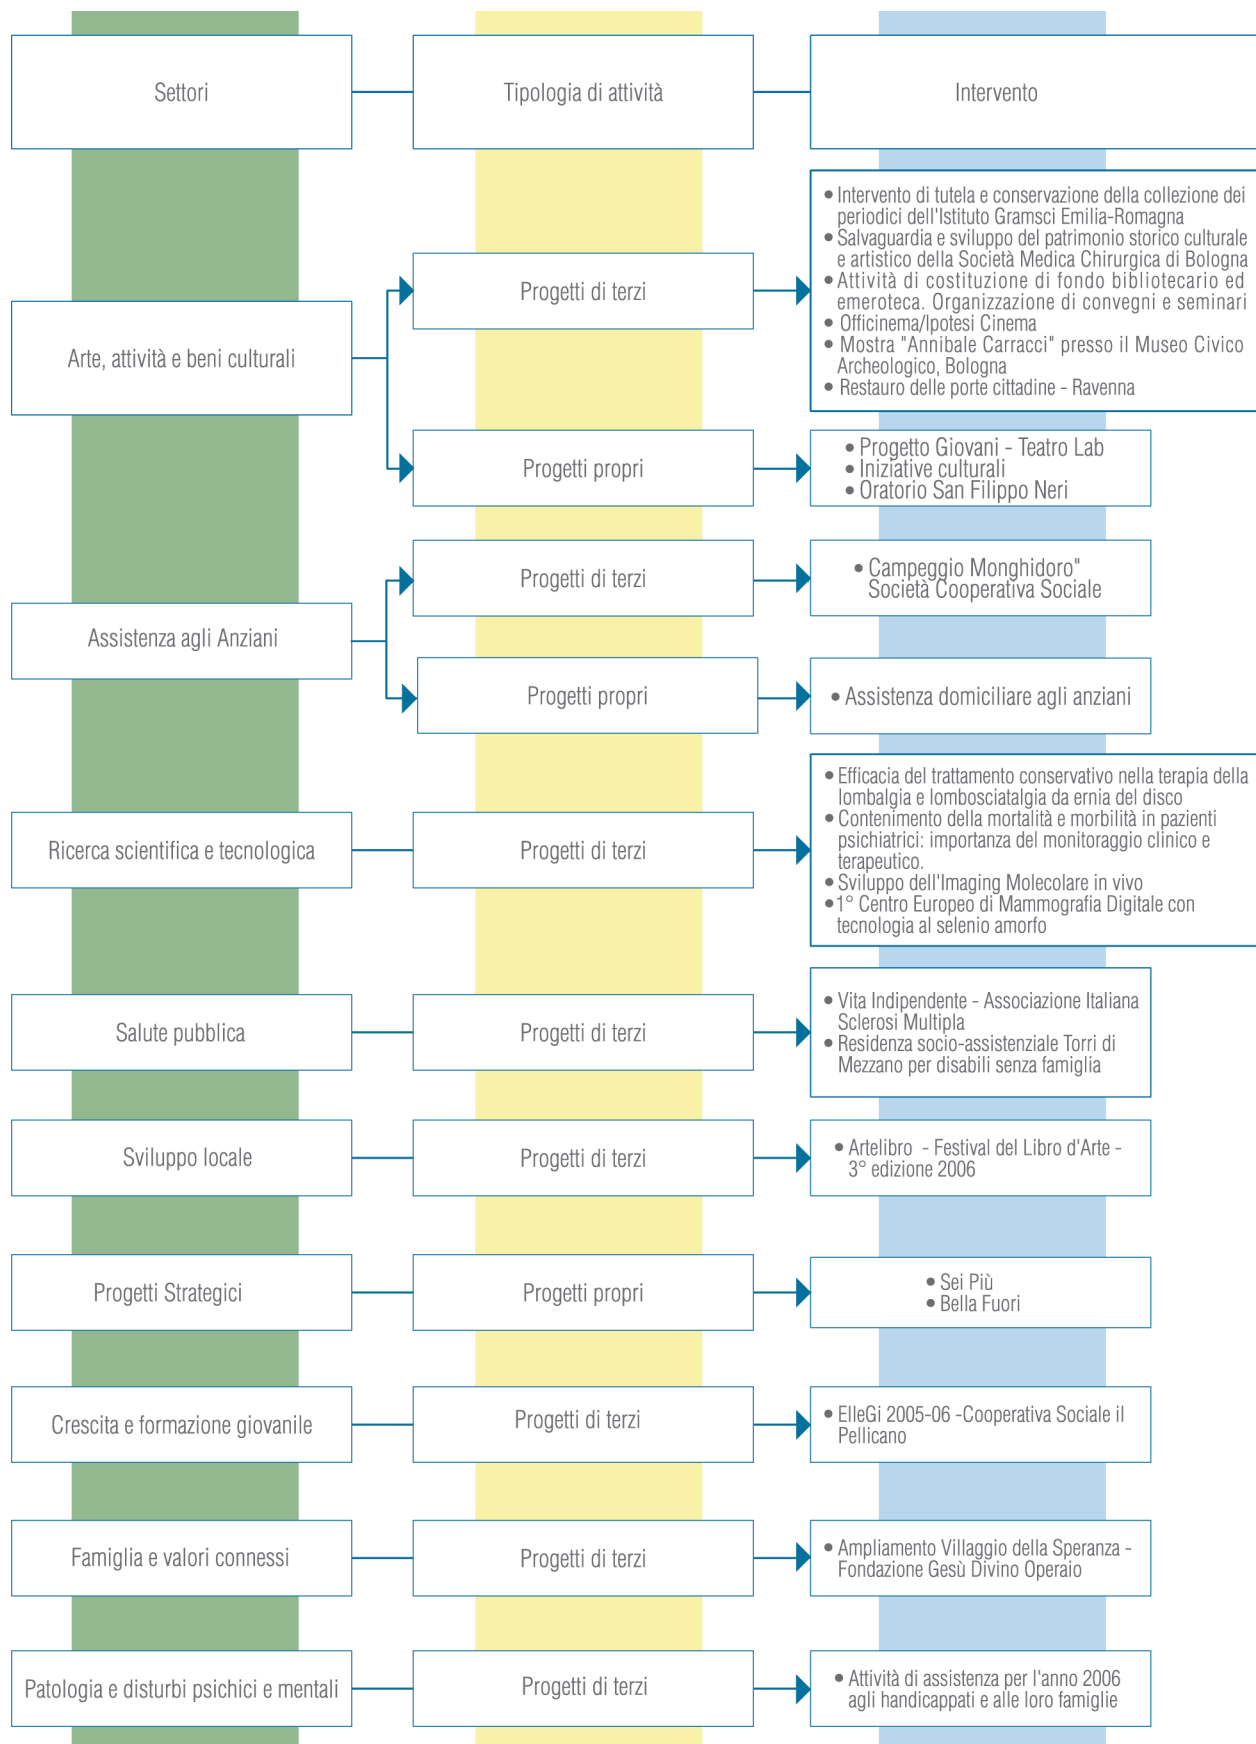 Settori
Tipologia di attività
Intervento
Arte, attività e beni culturali
Progetti di terzi
• Intervento di tutela e conservazione della collezione dei
periodici dell'Istituto Gramsci Emilia-Romagna
• Salvaguardia e sviluppo del patrimonio storico culturale
e artistico della Società Medica Chirurgica di Bologna
• Attività di costituzione di fondo bibliotecario ed
emeroteca. Organizzazione di convegni e seminari
• Officinema/Ipotesi Cinema
• Mostra "Annibale Carracci" presso il Museo Civico
Archeologico, Bologna
• Restauro delle porte cittadine - Ravenna
Progetti propri
• Progetto Giovani - Teatro Lab
• Iniziative culturali
• Oratorio San Filippo Neri
Assistenza agli Anziani
Progetti di terzi
• Campeggio Monghidoro"
Società Cooperativa Sociale
Progetti propri
• Assistenza domiciliare agli anziani
Ricerca scientifica e tecnologica
Progetti di terzi
• Efficacia del trattamento conservativo nella terapia della
lombalgia e lombosciatalgia da ernia del disco
• Contenimento della mortalità e morbilità in pazienti
psichiatrici: importanza del monitoraggio clinico e
terapeutico.
• Sviluppo dell'Imaging Molecolare in vivo
• 1° Centro Europeo di Mammografia Digitale con
tecnologia al selenio amorfo
Salute pubblica
Progetti di terzi
• Vita Indipendente - Associazione Italiana
Sclerosi Multipla
• Residenza socio-assistenziale Torri di
Mezzano per disabili senza famiglia
Sviluppo locale
Progetti di terzi
• Artelibro - Festival del Libro d'Arte -
3° edizione 2006
Progetti Strategici
Progetti propri
• Sei Più
• Bella Fuori
Crescita e formazione giovanile
Progetti di terzi
• ElleGi 2005-06 -Cooperativa Sociale il
Pellicano
Famiglia e valori connessi
Progetti di terzi
• Ampliamento Villaggio della Speranza -
Fondazione Gesù Divino Operaio
Patologia e disturbi psichici e mentali
Progetti di terzi
• Attività di assistenza per l'anno 2006
agli handicappati e alle loro famiglie